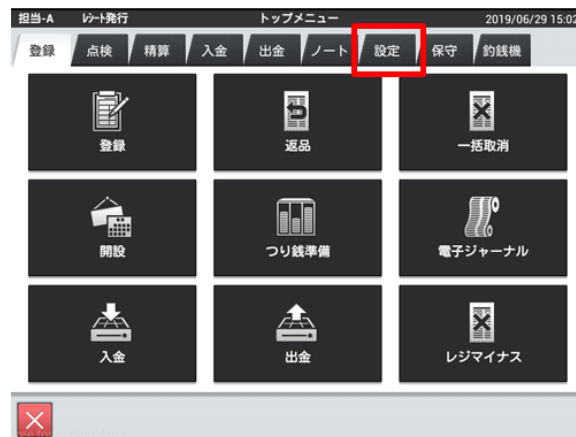 担当-A ﾚｼｰﾄ発行 トップメニュー 2019/06/29 15:02
登録 点検 精算 入金 出金 ノート 設定 保守 釣銭機
登録 返品 一括取消
開設 つり銭準備 電子ジャーナル
入金 出金 レジマイナス